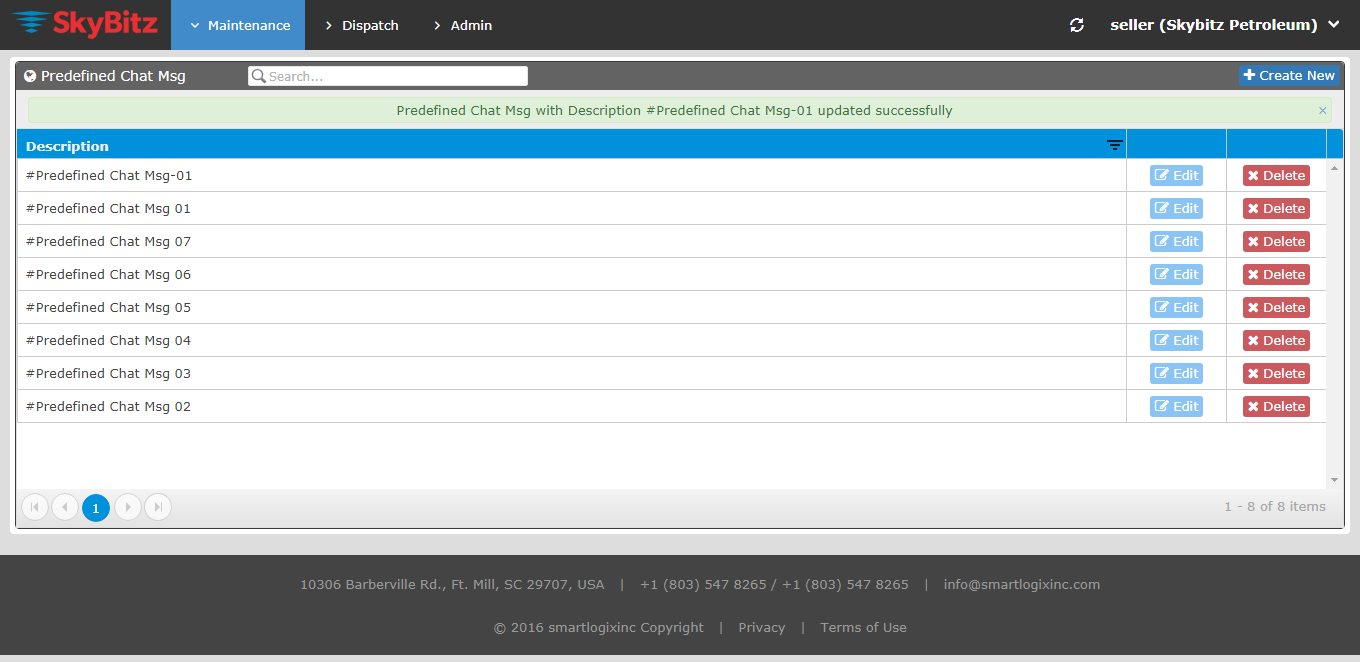 SkyBitz Maintenance Dispatch Admin seller (Skybitz Petroleum)
Predefined Chat Msg Search... Create New
Predefined Chat Msg with Description #Predefined Chat Msg-01 updated successfully ×
Description
#Predefined Chat Msg-01 Edit Delete
#Predefined Chat Msg 01 Edit Delete
#Predefined Chat Msg 07 Edit Delete
#Predefined Chat Msg 06 Edit Delete
#Predefined Chat Msg 05 Edit Delete
#Predefined Chat Msg 04 Edit Delete
#Predefined Chat Msg 03 Edit Delete
#Predefined Chat Msg 02 Edit Delete
1 1 - 8 of 8 items
10306 Barberville Rd., Ft. Mill, SC 29707, USA | +1 (803) 547 8265 / +1 (803) 547 8265 | info@smartlogixinc.com
© 2016 smartlogixinc Copyright | Privacy | Terms of Use